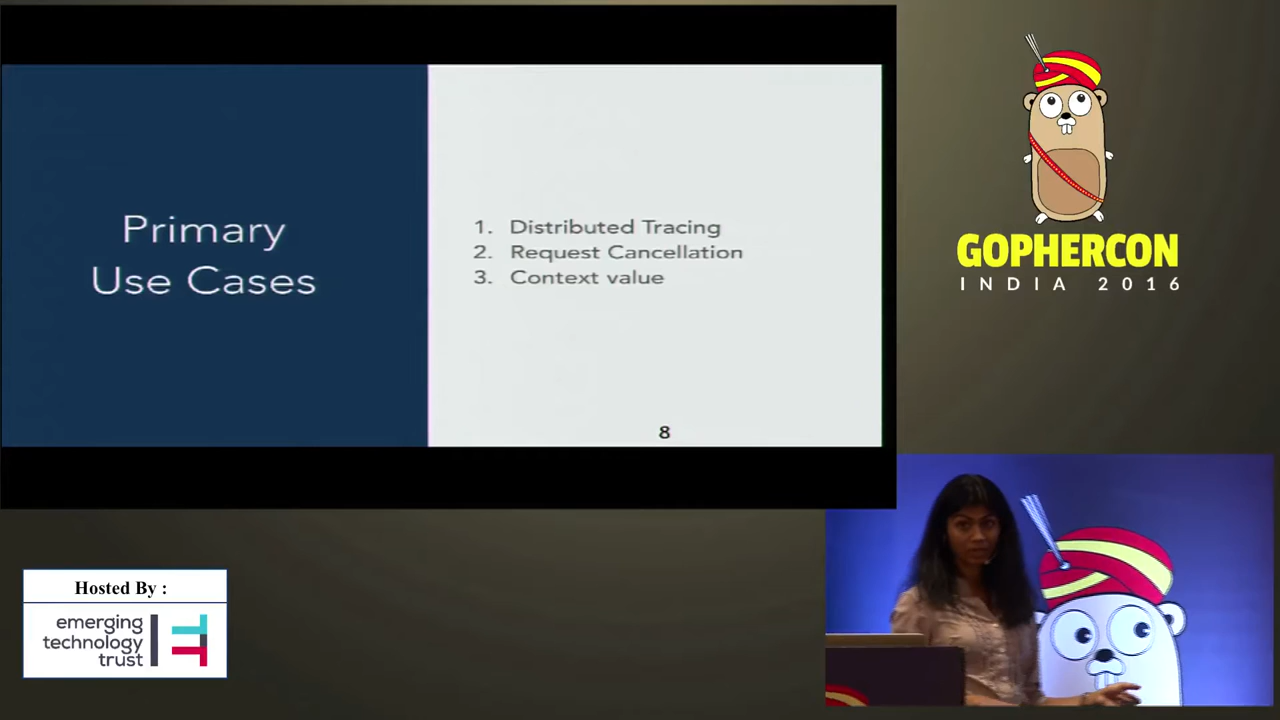 Primary
Use Cases
1. Distributed Tracing
2. Request Cancellation
3. Context value
8
GOPHERCON
INDIA 2016
Hosted By :
emerging
technology
trust